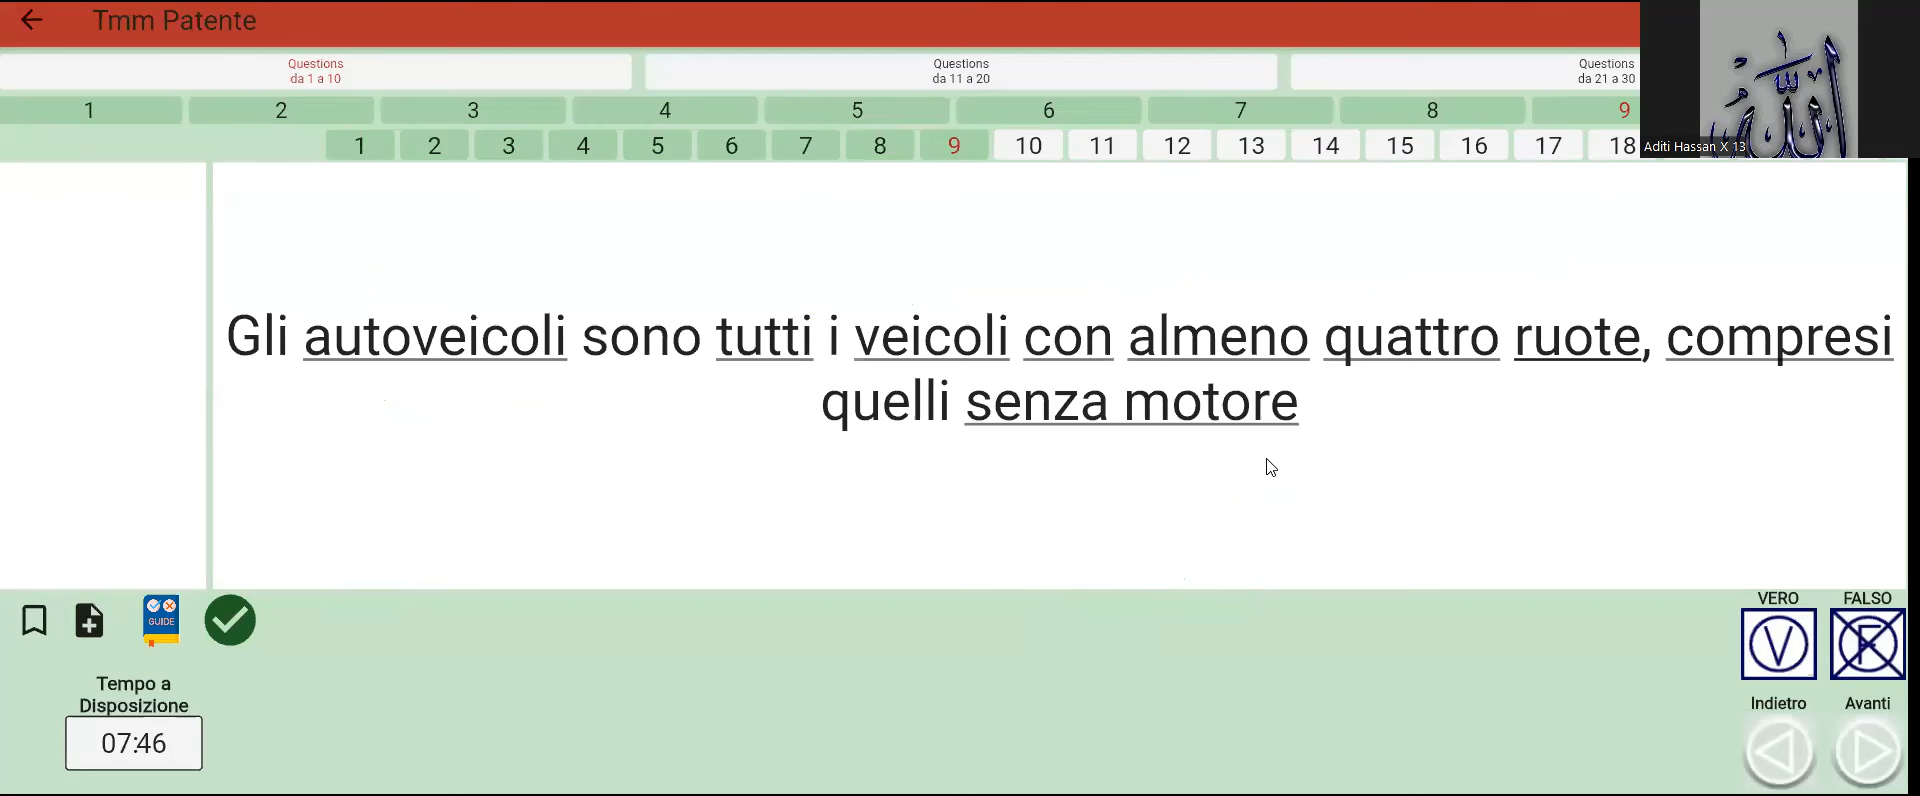 Tmm Patente
Questions
da 1 a 10
Questions
da 11 a 20
Questions
da 21 a 30
1 2 3 4 5 6 7 8 9
1 2 3 4 5 6 7 8 9 10 11 12 13 14 15 16 17 18
الله
Aditi Hassan X 13
Gli autoveicoli sono tutti i veicoli con almeno quattro ruote, compresi
quelli senza motore
GUIDE
VERO FALSO
V F
Tempo a
Disposizione
07:46
Indietro Avanti